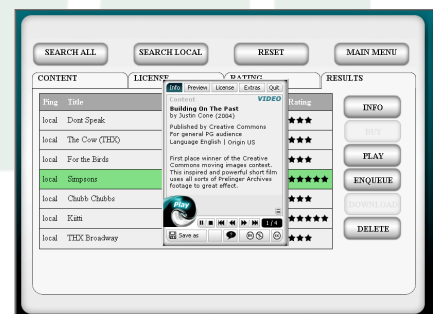 SEARCH ALL SEARCH LOCAL RESET MAIN MENU
CONTENT LICENSE RATING RESULTS
Info Preview License Extras Quit
Ping Title Rating
Content VIDEO
Building On The Past
by Justin Cone (2004)
Published by Creative Commons
For general PG audience
Language English | Origin US
First place winner of the Creative
Commons moving images contest.
This inspired and powerful short film
uses all sorts of Prelinger Archives
footage to great effect.
Play
1/4
Save as
local Dont Speak
local The Cow (THX)
local For the Birds
local Simpsons
local Chubb Chubbs
local Kitti
local THX Broadway
INFO
BUY
PLAY
ENQUEUE
DOWNLOAD
DELETE